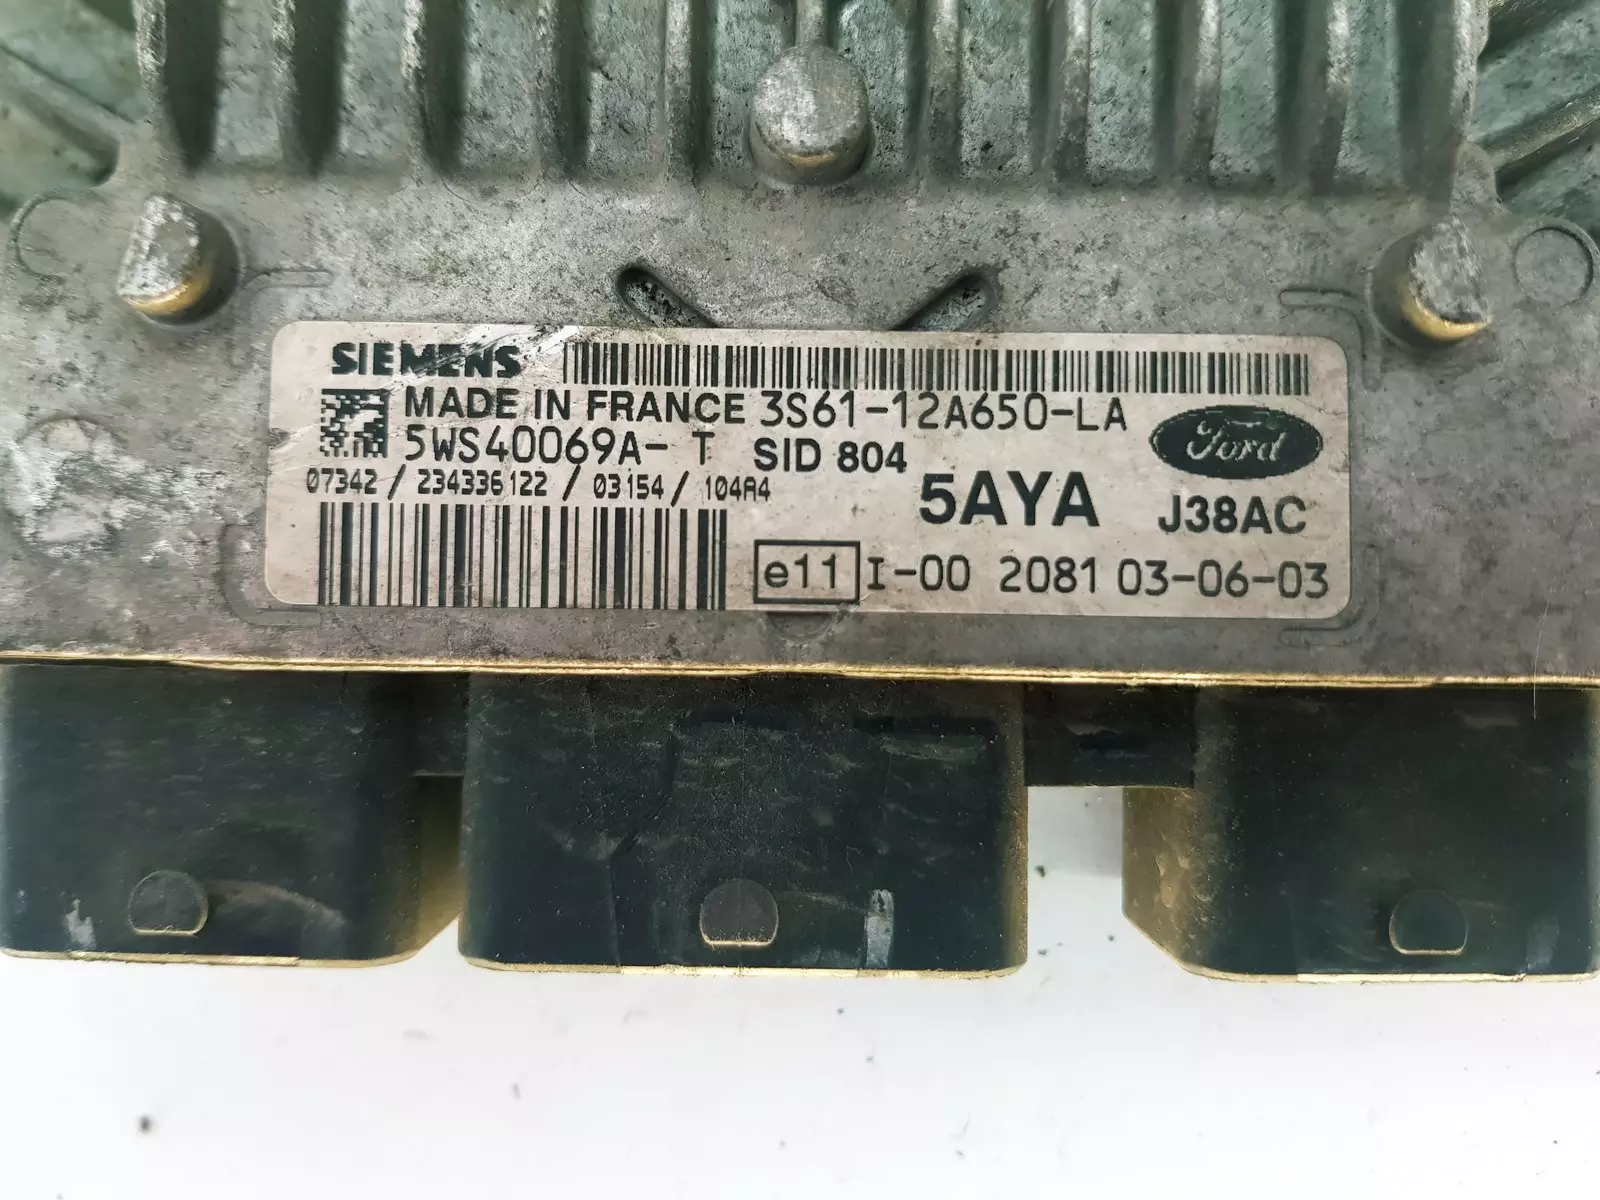 SIEMENS
MADE IN FRANCE 3S61-12A650-LA
5WS40069A- T SID 804
Ford
07342 / 234336122 / 03154 / 104A4
5AYA J38AC
e11 I-00 2081 03-06-03